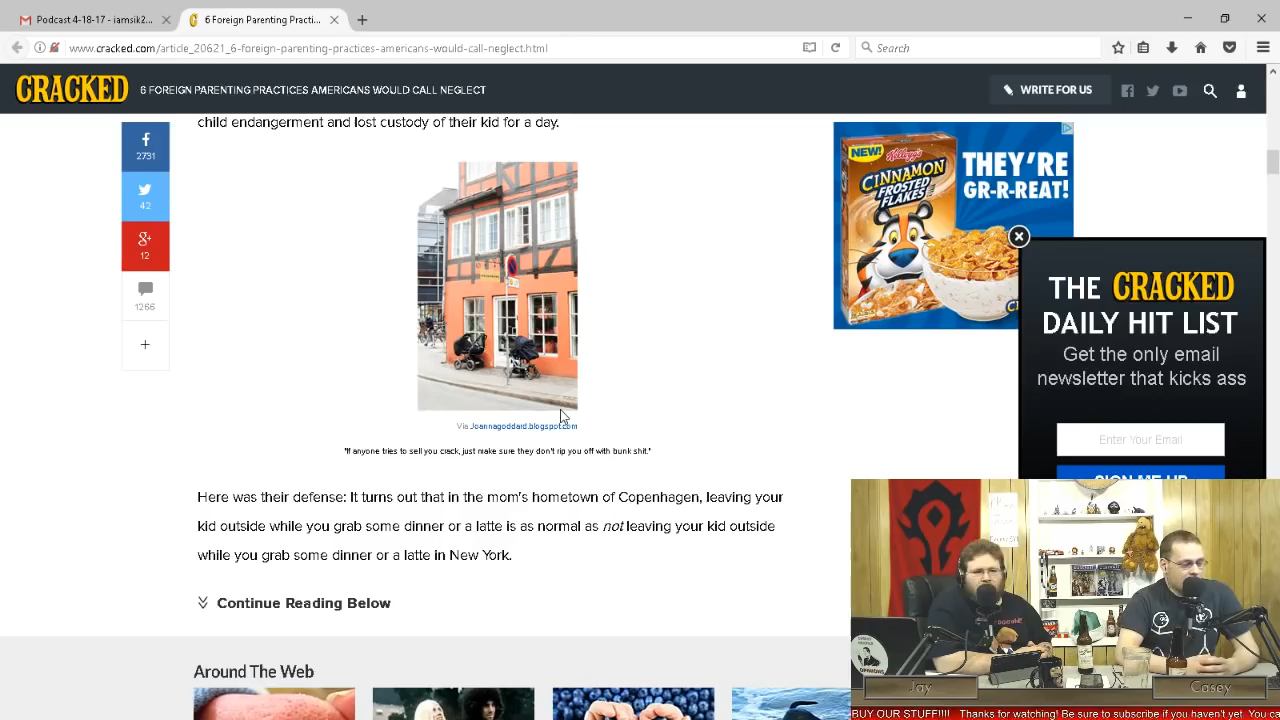 Podcast 4-18-17 - iamsik2...
6 Foreign Parenting Practi...
www.cracked.com/article_20621_6-foreign-parenting-practices-americans-would-call-neglect.html
Search
CRACKED
6 FOREIGN PARENTING PRACTICES AMERICANS WOULD CALL NEGLECT
WRITE FOR US
child endangerment and lost custody of their kid for a day.
2731
42
12
1266
NEW!
Kellogg's
CINNAMON
FROSTED
FLAKES
THEY'RE
GR-R-REAT!
Via Joannagoddard.blogspot.com
"If anyone tries to sell you crack, just make sure they don't rip you off with bunk shit."
THE CRACKED
DAILY HIT LIST
Get the only email
newsletter that kicks ass
Enter Your Email
SIGN ME UP
Here was their defense: It turns out that in the mom's hometown of Copenhagen, leaving your
kid outside while you grab some dinner or a latte is as normal as not leaving your kid outside
while you grab some dinner or a latte in New York.
Continue Reading Below
Around The Web
OPINIONS
Jay
Casey
BUY OUR STUFF!!!! Thanks for watching! Be sure to subscribe if you haven't yet. You c